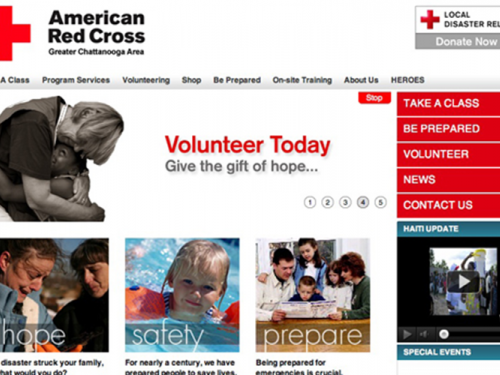 American
Red Cross
Greater Chattanooga Area
LOCAL
DISASTER REL
Donate Now
A Class Program Services Volunteering Shop Be Prepared On-site Training About Us HEROES
Stop
Volunteer Today
Give the gift of hope...
1 2 3 4 5
TAKE A CLASS
BE PREPARED
VOLUNTEER
NEWS
CONTACT US
HAITI UPDATE
SPECIAL EVENTS
hope
safety
prepare
disaster struck your family,
what would you do?
For nearly a century, we have
prepared people to save lives.
Being prepared for
emergencies is crucial.